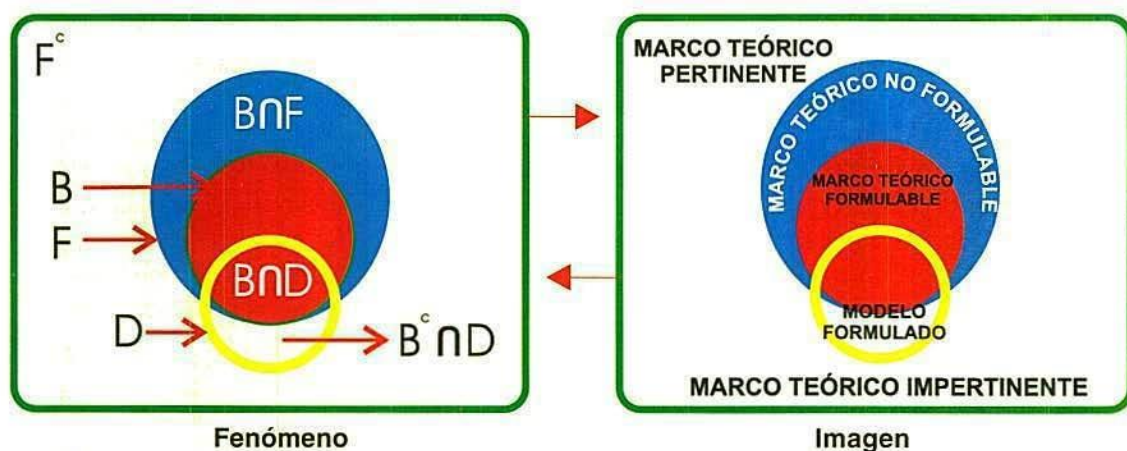 Fᶜ
B∩F
B
F
B∩D
D
Bᶜ∩D
Fenómeno
MARCO TEÓRICO
PERTINENTE
MARCO TEÓRICO NO FORMULABLE
MARCO TEÓRICO
FORMULABLE
MODELO
FORMULADO
MARCO TEÓRICO IMPERTINENTE
Imagen